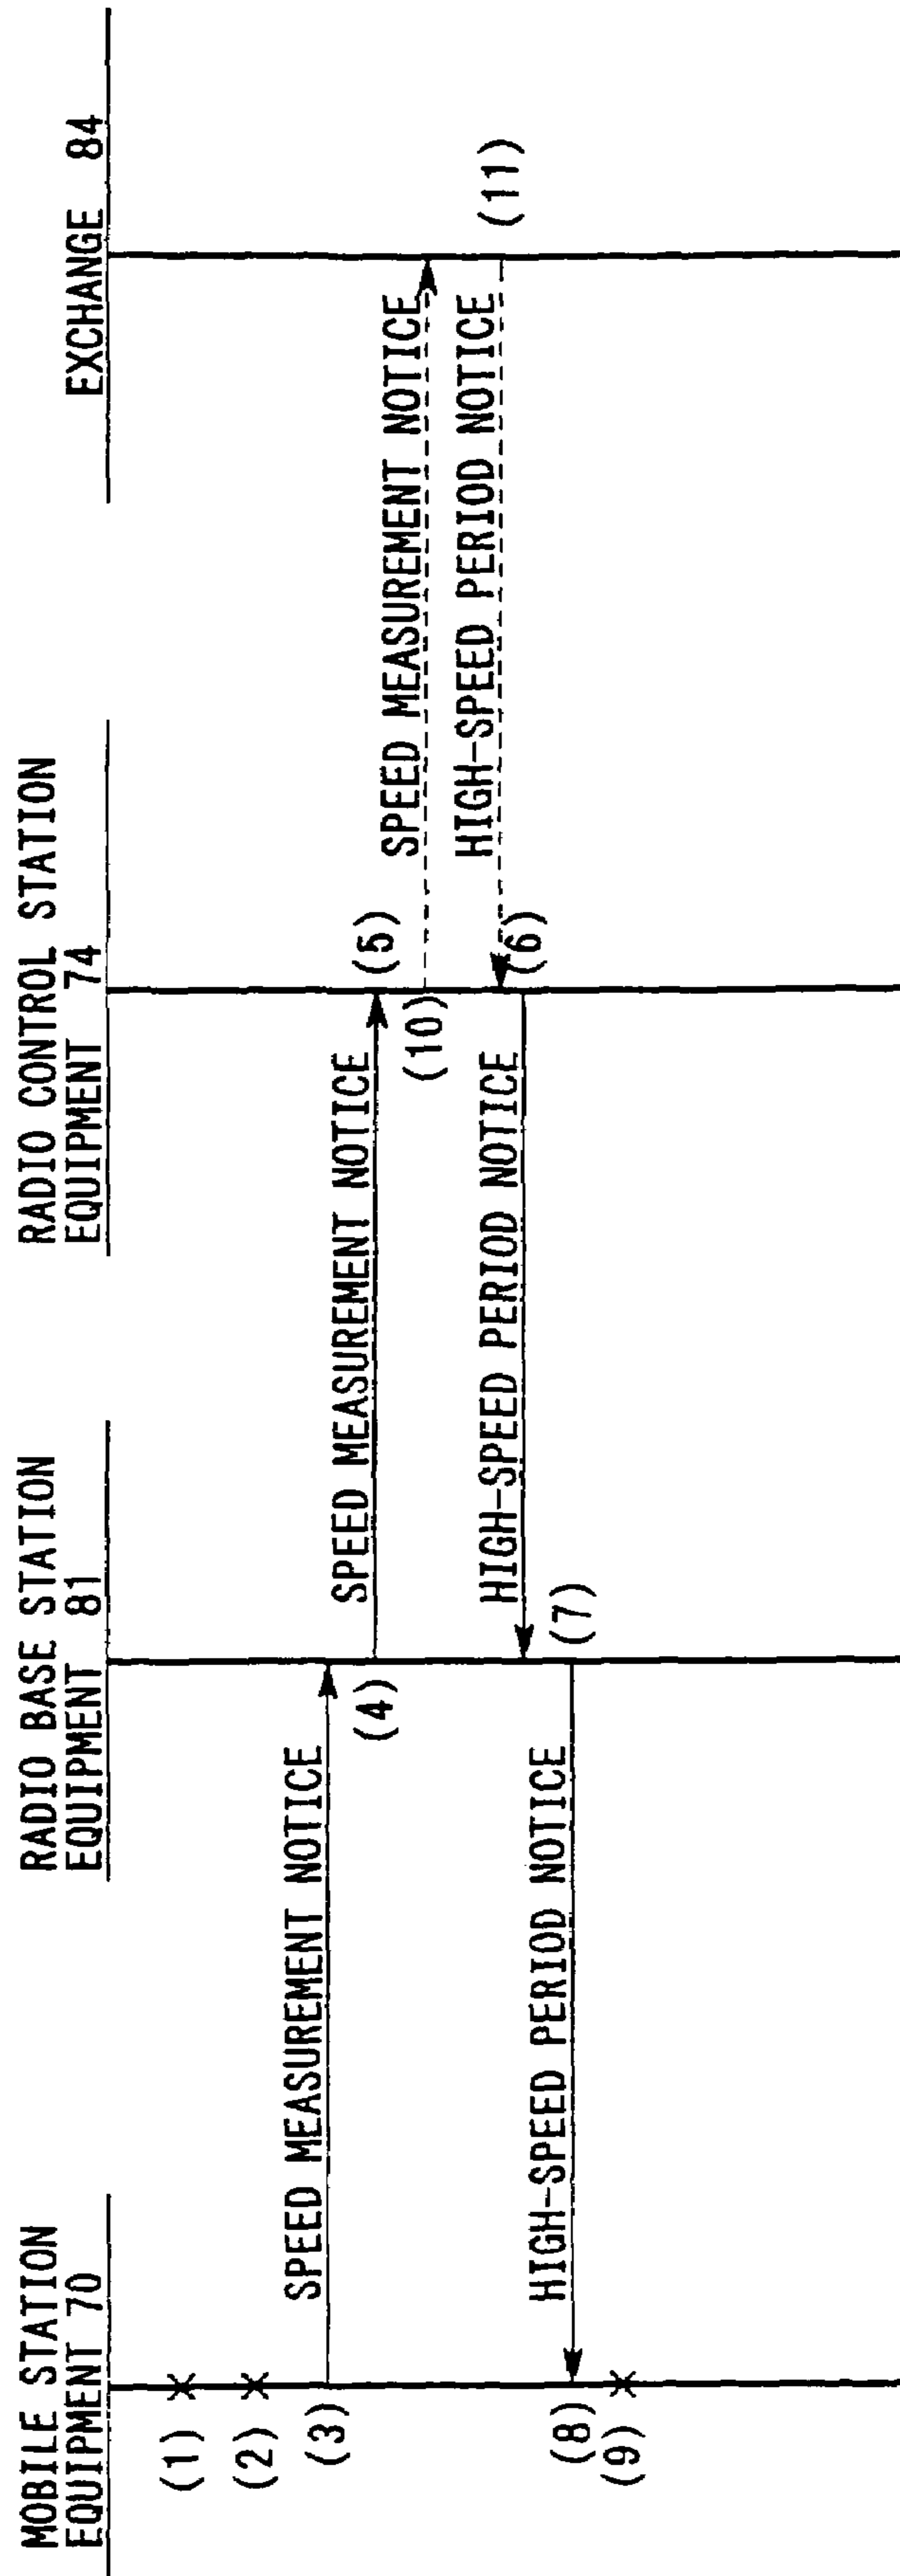 MOBILE STATION
EQUIPMENT 70
RADIO BASE STATION
EQUIPMENT 81
RADIO CONTROL STATION
EQUIPMENT 74
EXCHANGE 84
(1)
(2)
(3)
SPEED MEASUREMENT NOTICE
(4)
SPEED MEASUREMENT NOTICE
(5)
(10)
SPEED MEASUREMENT NOTICE
HIGH-SPEED PERIOD NOTICE
(11)
(6)
HIGH-SPEED PERIOD NOTICE
(7)
HIGH-SPEED PERIOD NOTICE
(8)
(9)